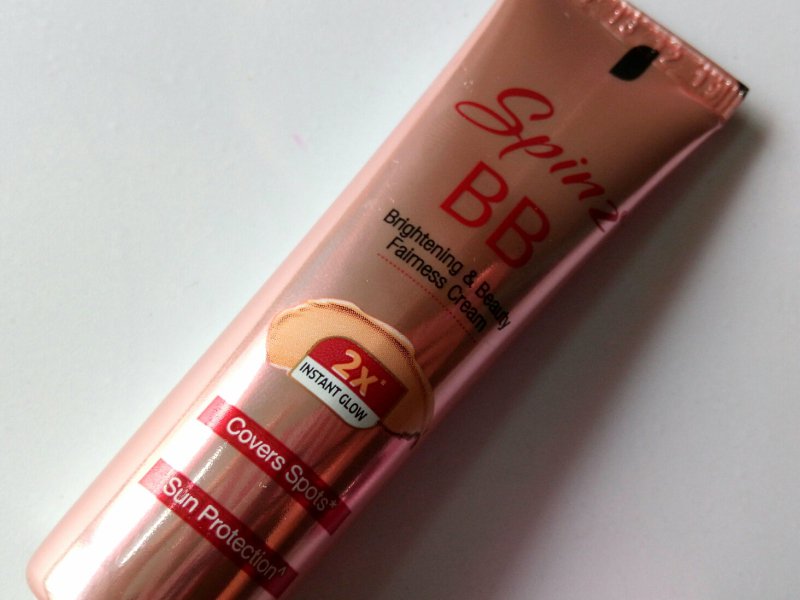 Spinz
BB
Brightening & Beauty
Fairness Cream
2X
INSTANT GLOW
Covers Spots*
Sun Protection^